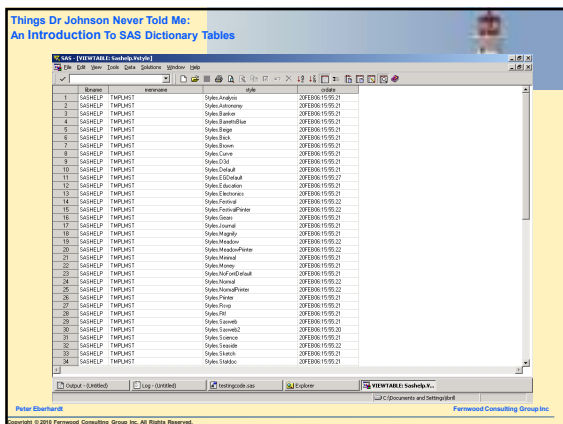 Things Dr Johnson Never Told Me:
An Introduction To SAS Dictionary Tables
SAS - [VIEWTABLE: Sashelp.Vstyle]
File Edit View Tools Data Solutions Window Help
libname memname style crdate
1 SASHELP TMPLMST Styles.Analysis 20FEB06:15:55:21
2 SASHELP TMPLMST Styles.Astronomy 20FEB06:15:55:21
3 SASHELP TMPLMST Styles.Banker 20FEB06:15:55:21
4 SASHELP TMPLMST Styles.BarrettsBlue 20FEB06:15:55:21
5 SASHELP TMPLMST Styles.Beige 20FEB06:15:55:21
6 SASHELP TMPLMST Styles.Brick 20FEB06:15:55:21
7 SASHELP TMPLMST Styles.Brown 20FEB06:15:55:21
8 SASHELP TMPLMST Styles.Curve 20FEB06:15:55:21
9 SASHELP TMPLMST Styles.D3d 20FEB06:15:55:21
10 SASHELP TMPLMST Styles.Default 20FEB06:15:55:21
11 SASHELP TMPLMST Styles.EGDefault 20FEB06:15:55:27
12 SASHELP TMPLMST Styles.Education 20FEB06:15:55:21
13 SASHELP TMPLMST Styles.Electronics 20FEB06:15:55:21
14 SASHELP TMPLMST Styles.Festival 20FEB06:15:55:22
15 SASHELP TMPLMST Styles.FestivalPrinter 20FEB06:15:55:22
16 SASHELP TMPLMST Styles.Gears 20FEB06:15:55:21
17 SASHELP TMPLMST Styles.Journal 20FEB06:15:55:21
18 SASHELP TMPLMST Styles.Magnify 20FEB06:15:55:21
19 SASHELP TMPLMST Styles.Meadow 20FEB06:15:55:22
20 SASHELP TMPLMST Styles.MeadowPrinter 20FEB06:15:55:22
21 SASHELP TMPLMST Styles.Minimal 20FEB06:15:55:21
22 SASHELP TMPLMST Styles.Money 20FEB06:15:55:21
23 SASHELP TMPLMST Styles.NoFontDefault 20FEB06:15:55:21
24 SASHELP TMPLMST Styles.Normal 20FEB06:15:55:22
25 SASHELP TMPLMST Styles.NormalPrinter 20FEB06:15:55:22
26 SASHELP TMPLMST Styles.Printer 20FEB06:15:55:21
27 SASHELP TMPLMST Styles.Rsvp 20FEB06:15:55:21
28 SASHELP TMPLMST Styles.Rtf 20FEB06:15:55:21
29 SASHELP TMPLMST Styles.Sasweb 20FEB06:15:55:21
30 SASHELP TMPLMST Styles.Sasweb2 20FEB06:15:55:20
31 SASHELP TMPLMST Styles.Science 20FEB06:15:55:21
32 SASHELP TMPLMST Styles.Seaside 20FEB06:15:55:22
33 SASHELP TMPLMST Styles.Sketch 20FEB06:15:55:21
34 SASHELP TMPLMST Styles.Statdoc 20FEB06:15:55:21
Output - (Untitled) Log - (Untitled) testingcode.sas Explorer VIEWTABLE: Sashelp.V...
C:\Documents and Settings\brill
Peter Eberhardt Fernwood Consulting Group Inc
Copyright © 2010 Fernwood Consulting Group Inc. All Rights Reserved.